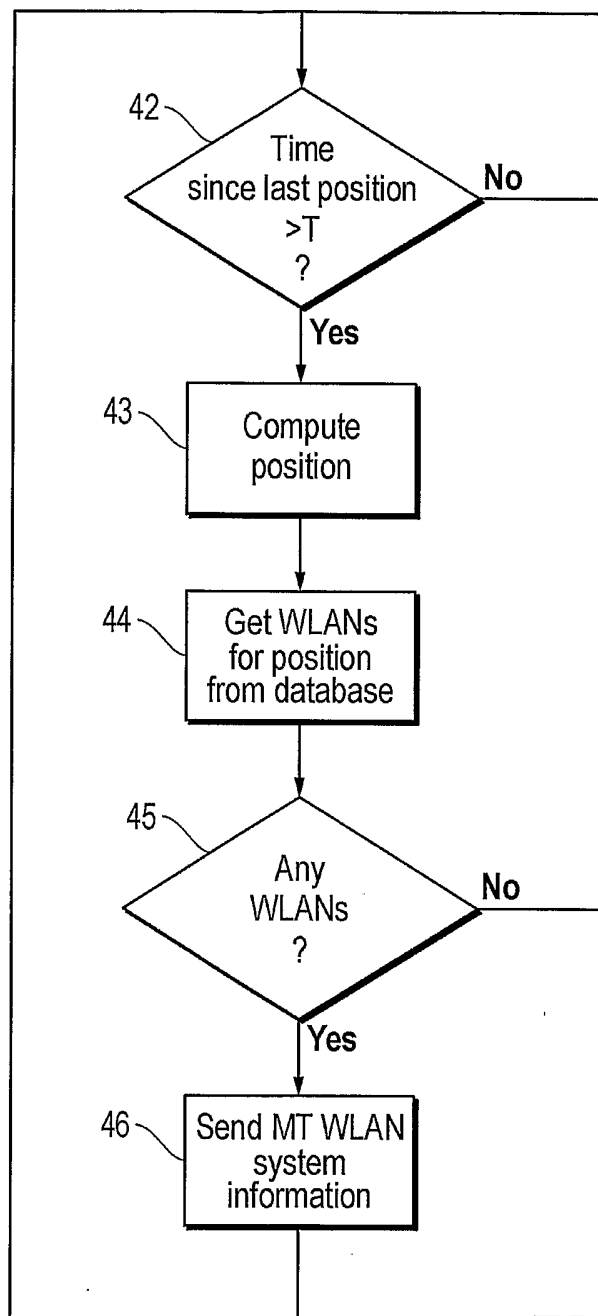 42
Time
since last position
>T
?
No
Yes
43
Compute
position
44
Get WLANs
for position
from database
45
Any
WLANs
?
No
Yes
46
Send MT WLAN
system
information